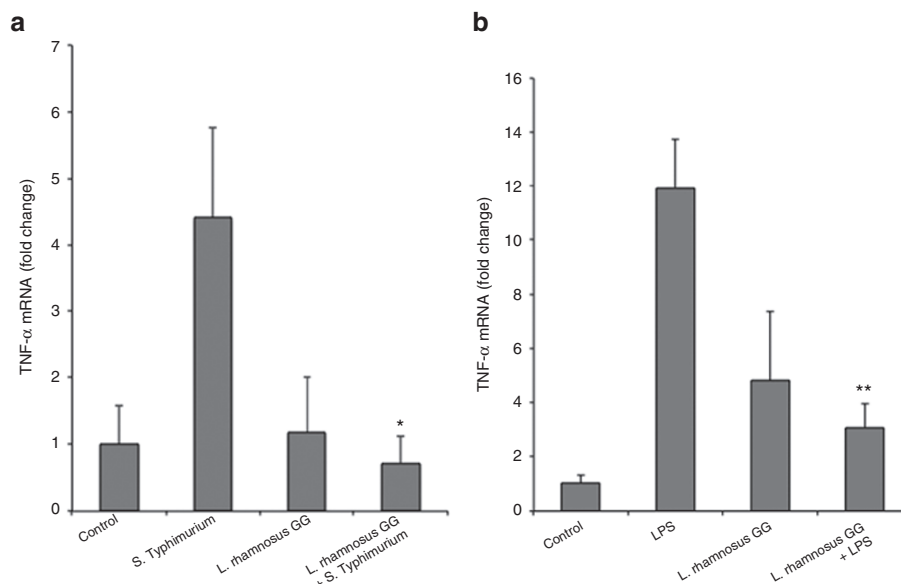 a
7
6
5
4
3
2
1
0
TNF-α mRNA (fold change)
*
Control
S. Typhimurium
L. rhamnosus GG
L. rhamnosus GG
S. Typhimurium
b
16
14
12
10
8
6
4
2
0
TNF-α mRNA (fold change)
**
Control
LPS
L. rhamnosus GG
L. rhamnosus GG
+ LPS